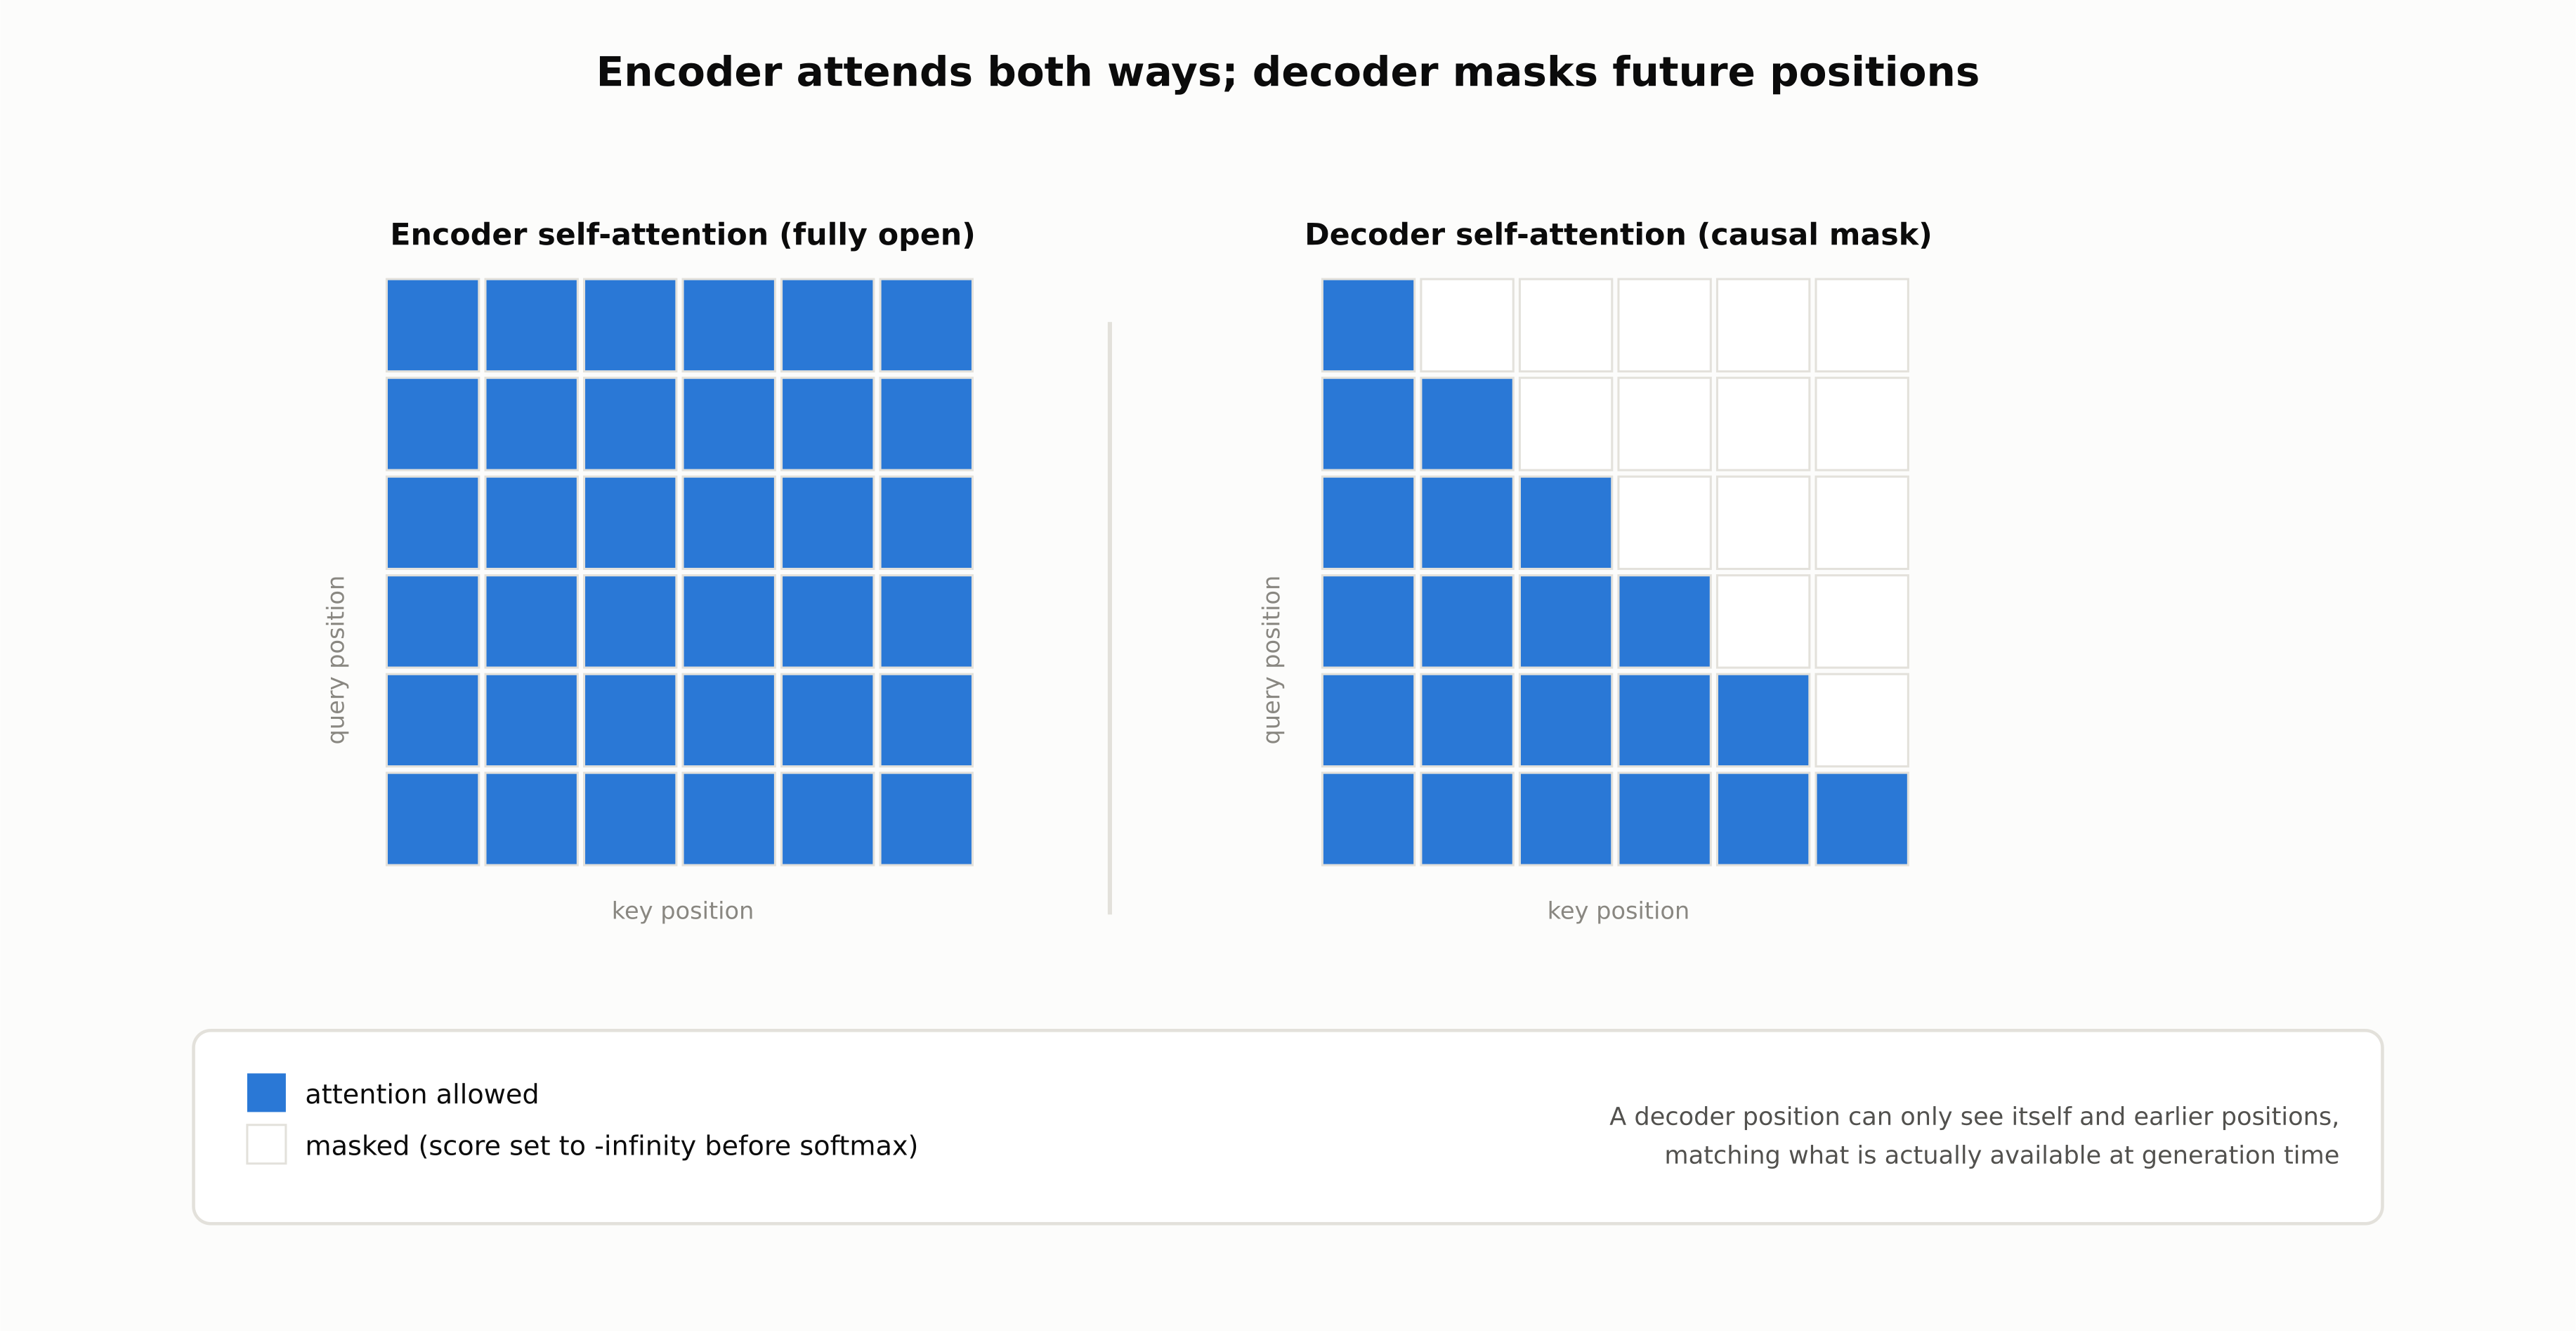 Encoder attends both ways; decoder masks future positions
Encoder self-attention (fully open)
query position
key position
Decoder self-attention (causal mask)
query position
key position
attention allowed
masked (score set to -infinity before softmax)
A decoder position can only see itself and earlier positions,
matching what is actually available at generation time